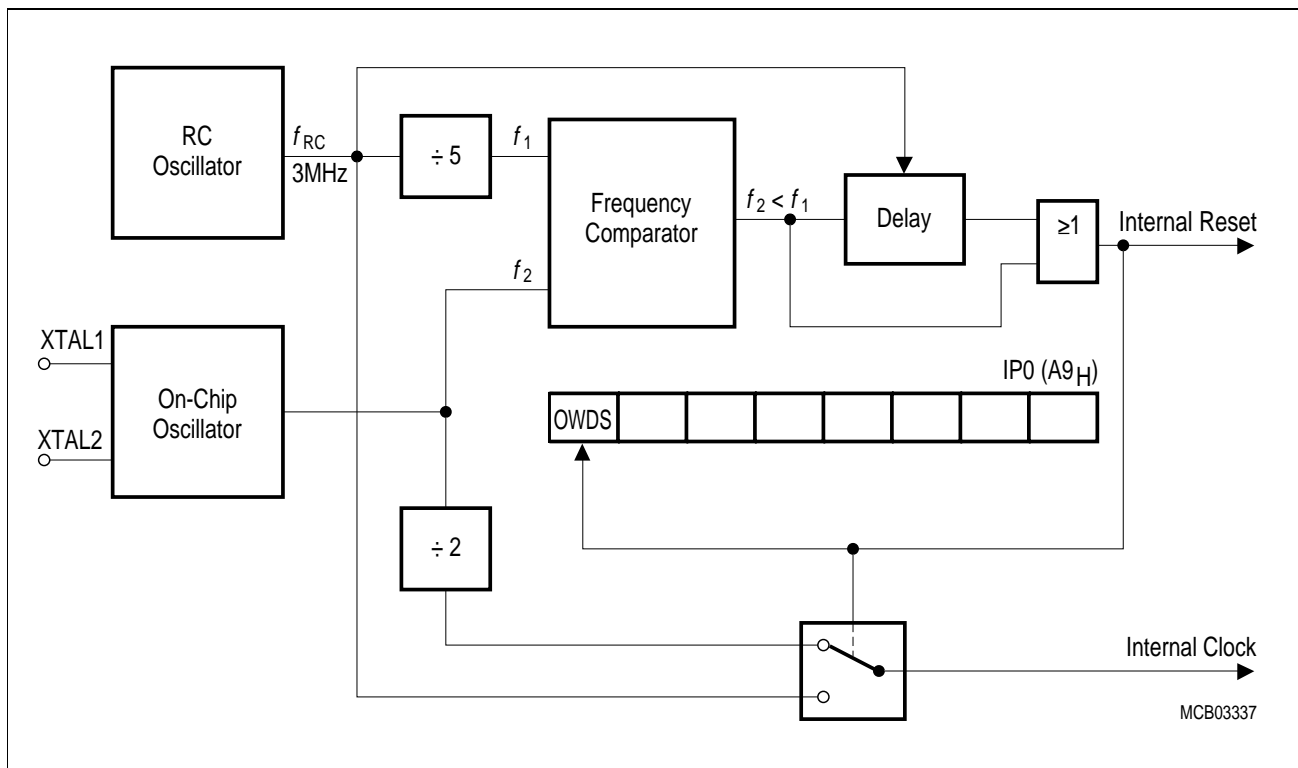 RC
Oscillator
fRC
3MHz
÷ 5
f1
Frequency
Comparator
f2 < f1
Delay
≥1
Internal Reset
f2
XTAL1
On-Chip
Oscillator
XTAL2
IP0 (A9H)
OWDS
÷ 2
Internal Clock
MCB03337